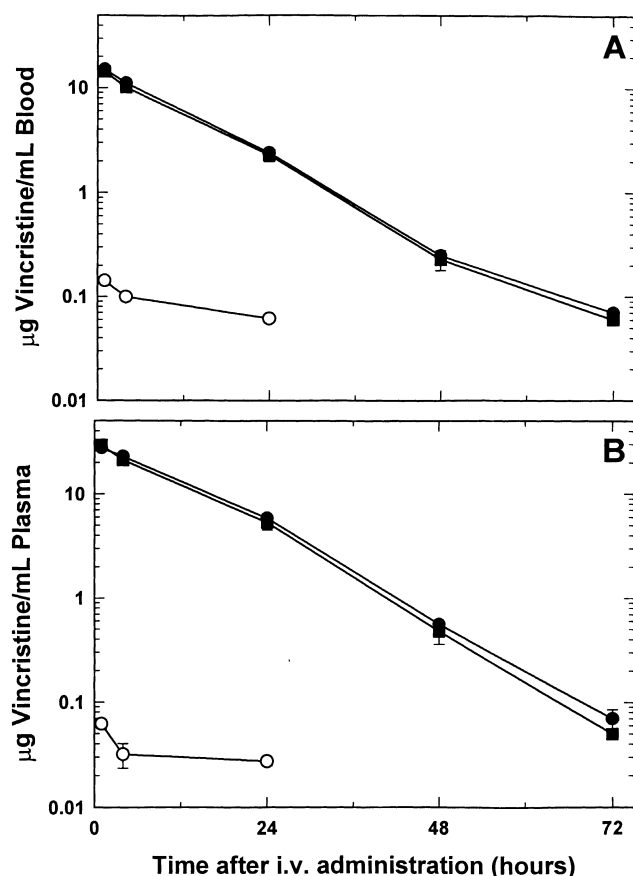 A
µg Vincristine/mL Blood
10
1
0.1
0.01
B
µg Vincristine/mL Plasma
10
1
0.1
0.01
0 24 48 72
Time after i.v. administration (hours)